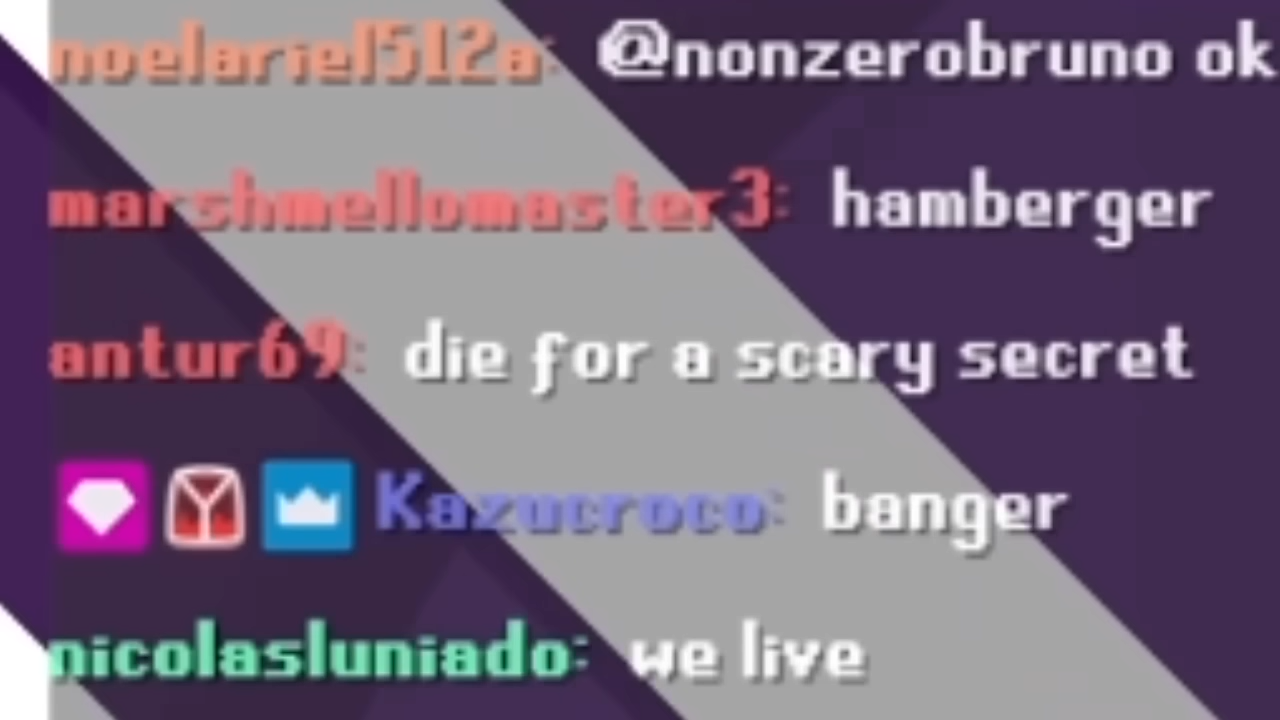 noelariel512a: @nonzerobruno ok
marshmellomaster3: hamberger
antur69: die for a scary secret
Kazucroco: banger
nicolasluniado: we live